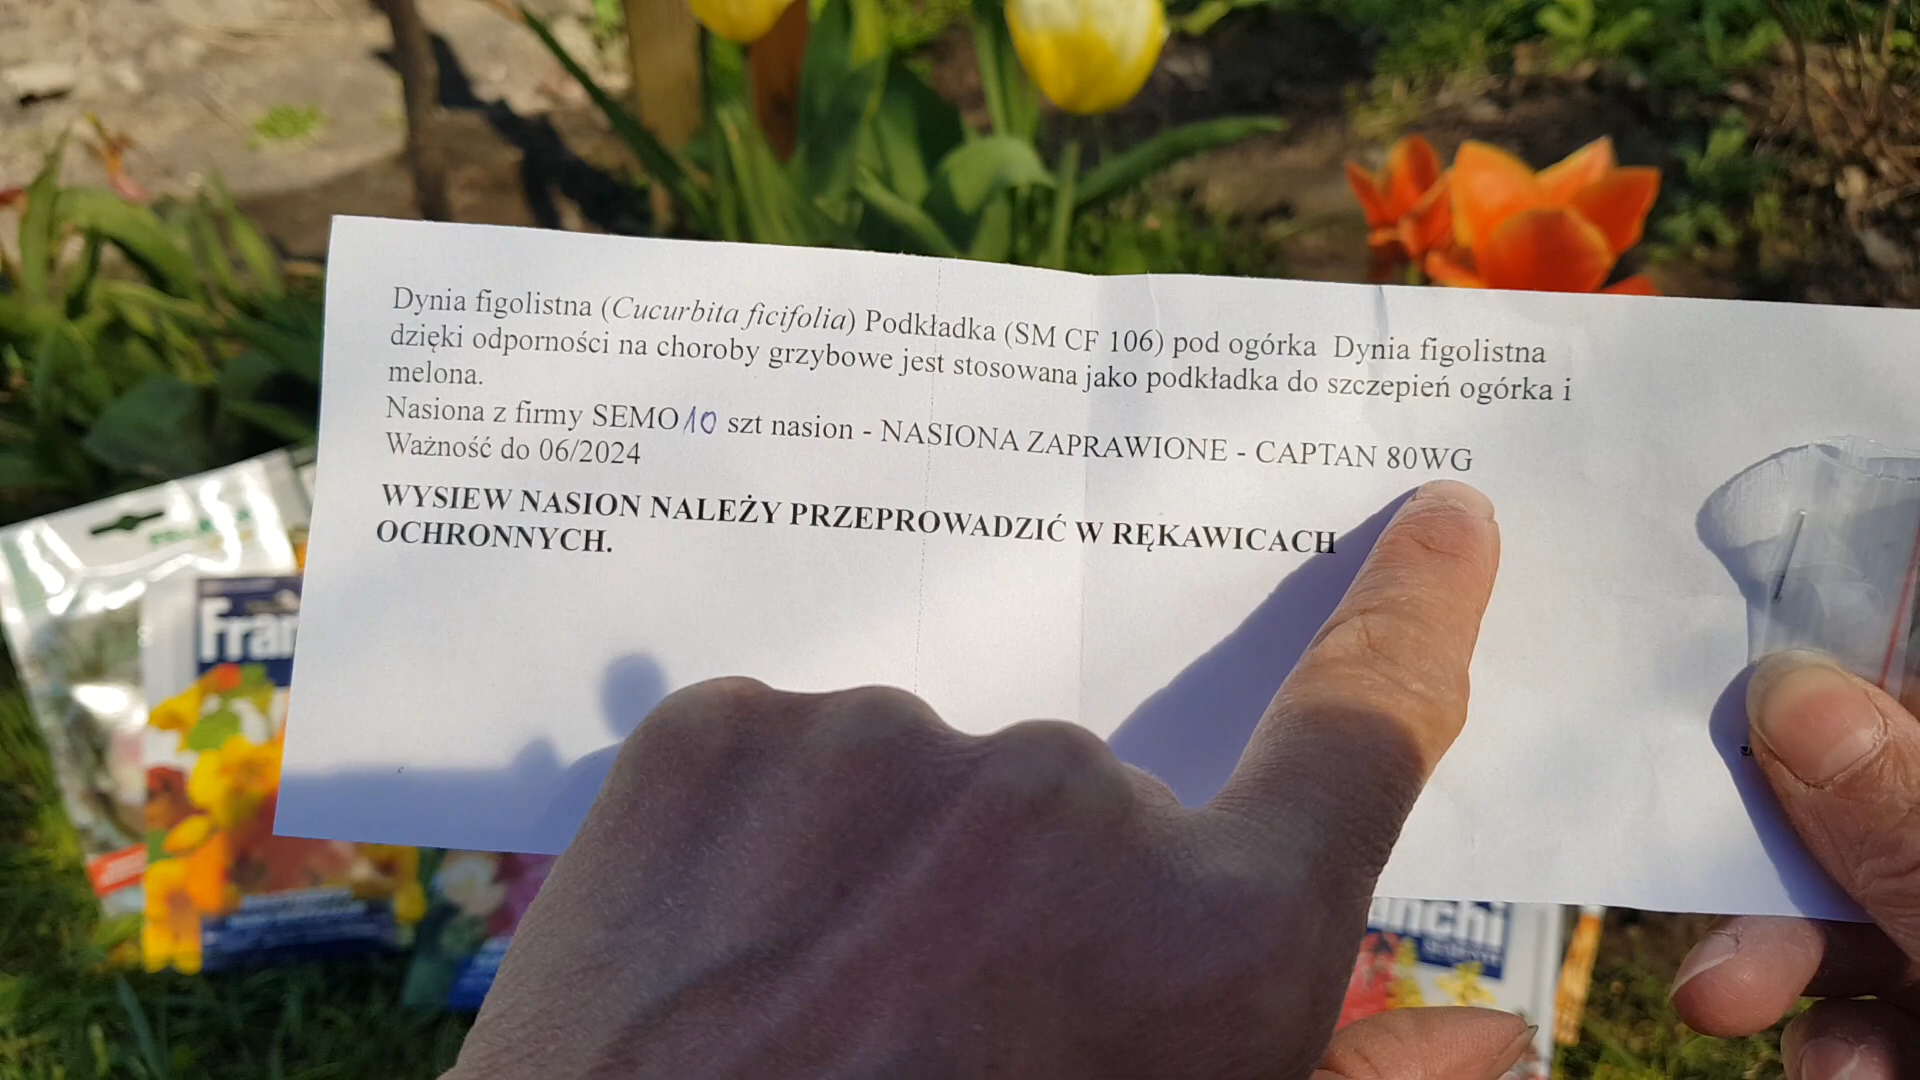 Dynia figolistna (Cucurbita ficifolia) Podkładka (SM CF 106) pod ogórka Dynia figolistna
dzięki odporności na choroby grzybowe jest stosowana jako podkładka do szczepień ogórka i
melona.
Nasiona z firmy SEMO 10 szt nasion - NASIONA ZAPRAWIONE - CAPTAN 80WG
Ważność do 06/2024
WYSIEW NASION NALEŻY PRZEPROWADZIĆ W RĘKAWICACH
OCHRONNYCH.
Fran
anchi